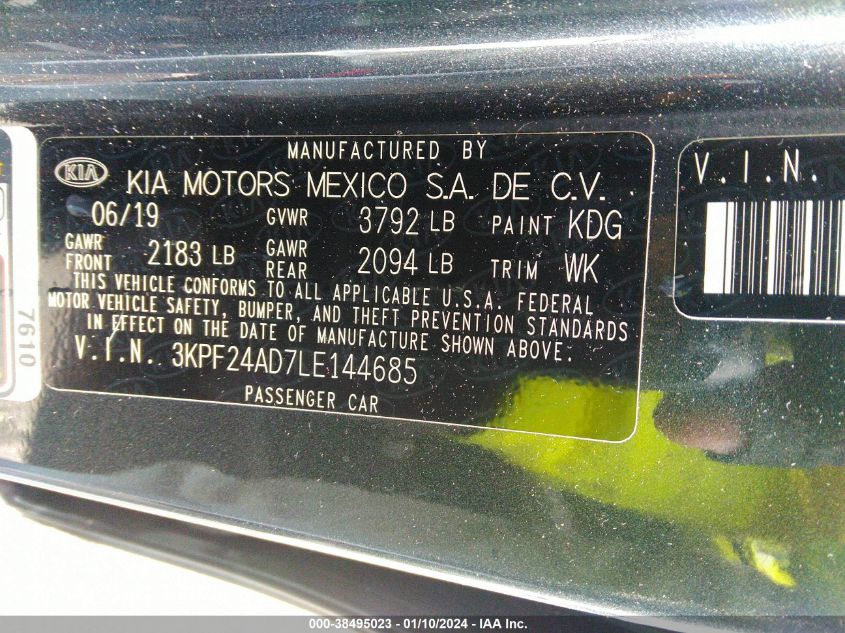 MANUFACTURED BY
KIA KIA MOTORS MEXICO S.A. DE C.V.
06/19 GVWR 3792 LB PAINT KDG
GAWR FRONT 2183 LB GAWR REAR 2094 LB TRIM WK
THIS VEHICLE CONFORMS TO ALL APPLICABLE U.S.A. FEDERAL
MOTOR VEHICLE SAFETY, BUMPER, AND THEFT PREVENTION STANDARDS
IN EFFECT ON THE DATE OF MANUFACTURE SHOWN ABOVE.
V.I.N. 3KPF24AD7LE144685
PASSENGER CAR
V.I.N.
7610
000-38495023 - 01/10/2024 - IAA Inc.